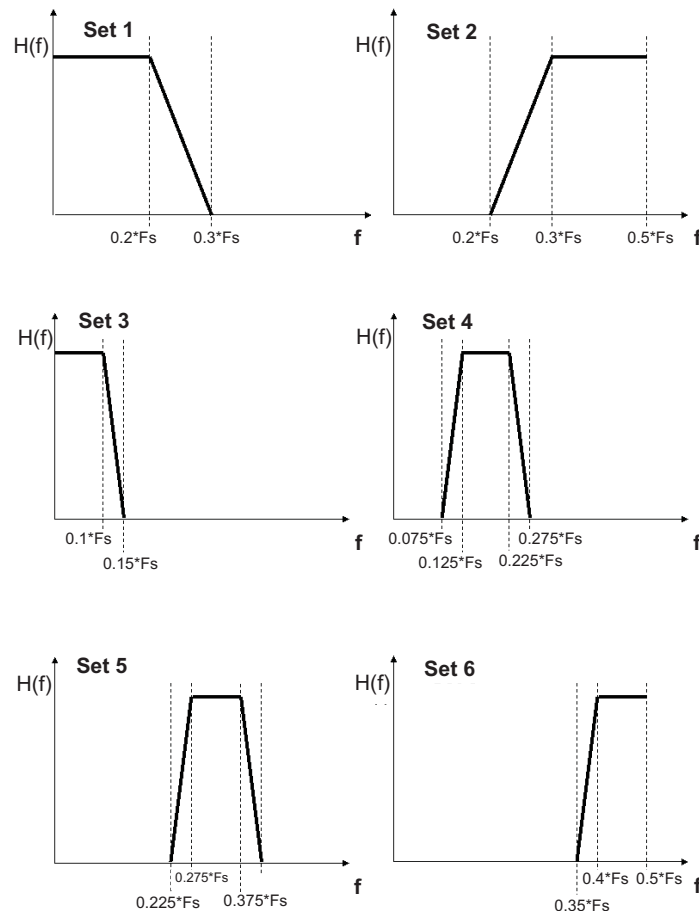 Set 1
H(f)
0.2*Fs
0.3*Fs
f
Set 2
H(f)
0.2*Fs
0.3*Fs
0.5*Fs
f
Set 3
H(f)
0.1*Fs
0.15*Fs
f
Set 4
H(f)
0.075*Fs
0.125*Fs
0.225*Fs
0.275*Fs
f
Set 5
H(f)
0.225*Fs
0.275*Fs
0.375*Fs
f
Set 6
H(f)
0.35*Fs
0.4*Fs
0.5*Fs
f